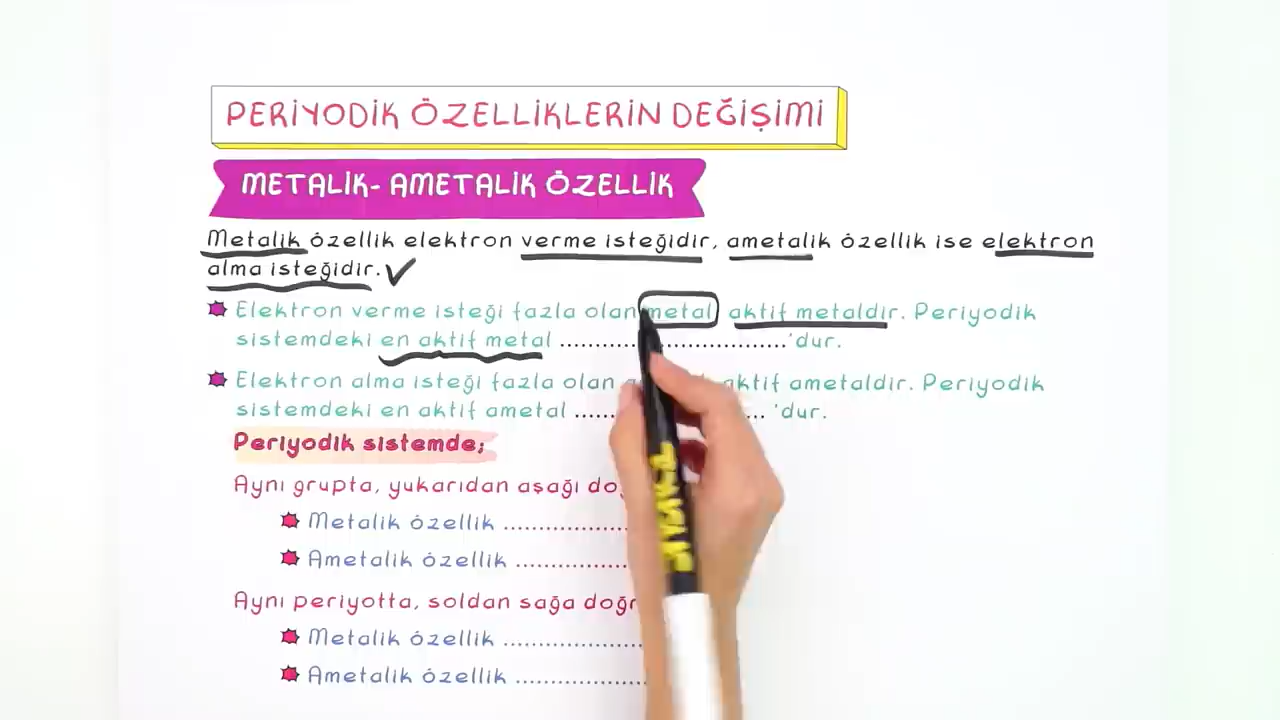 PERİYODİK ÖZELLİKLERİN DEĞİŞİMİ
METALİK- AMETALİK ÖZELLİK
Metalik özellik elektron verme isteğidir, ametalik özellik ise elektron
alma isteğidir.
Elektron verme isteği fazla olan metal aktif metaldir. Periyodik
sistemdeki en aktif metal ........................................'dur.
Elektron alma isteği fazla olan aktif ametaldir. Periyodik
sistemdeki en aktif ametal ...... ... 'dur.
Periyodik sistemde;
Aynı grupta, yukarıdan aşağı
Metalik özellik ..................
Ametalik özellik ................
Aynı periyotta, soldan sağa
Metalik özellik ...................
Ametalik özellik ..................